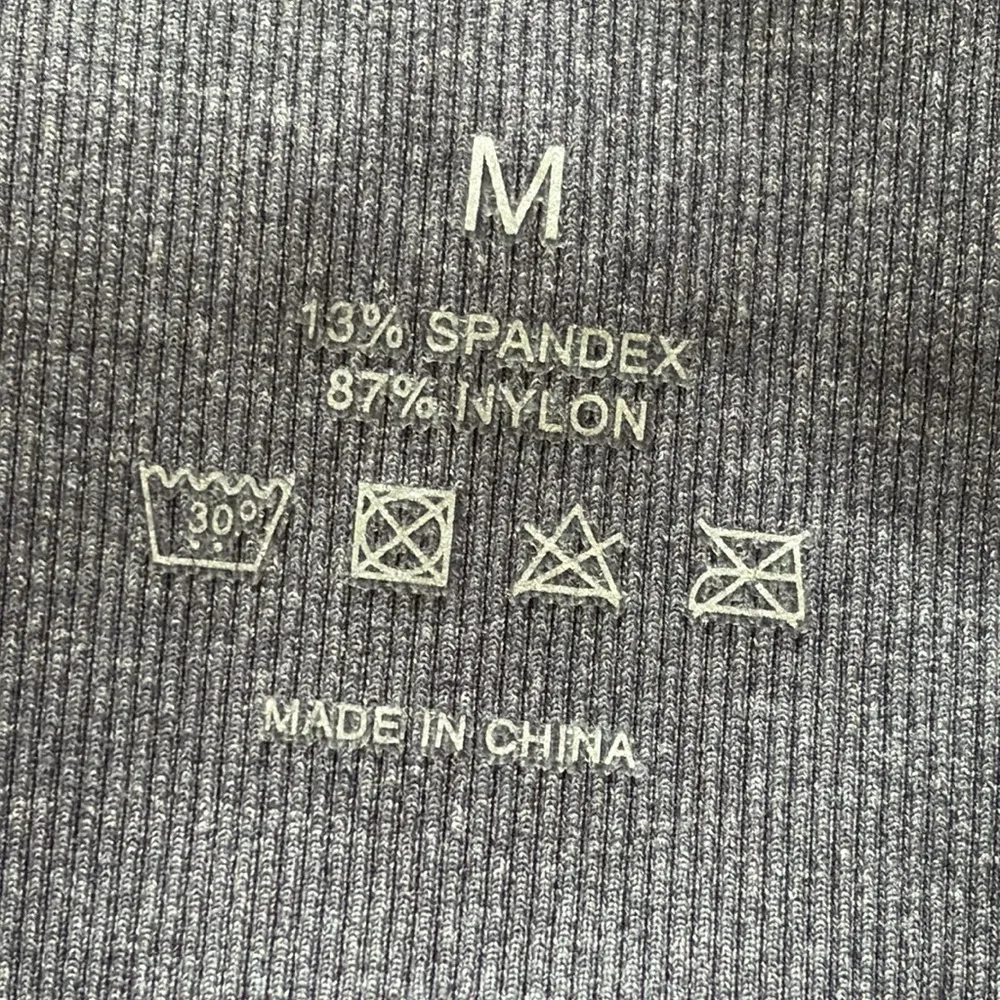 M
13% SPANDEX
87% NYLON
30°
MADE IN CHINA